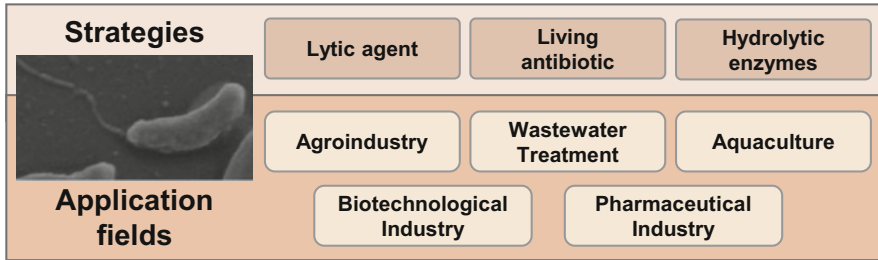 Strategies
Lytic agent
Living
antibiotic
Hydrolytic
enzymes
Agroindustry
Wastewater
Treatment
Aquaculture
Application
fields
Biotechnological
Industry
Pharmaceutical
Industry